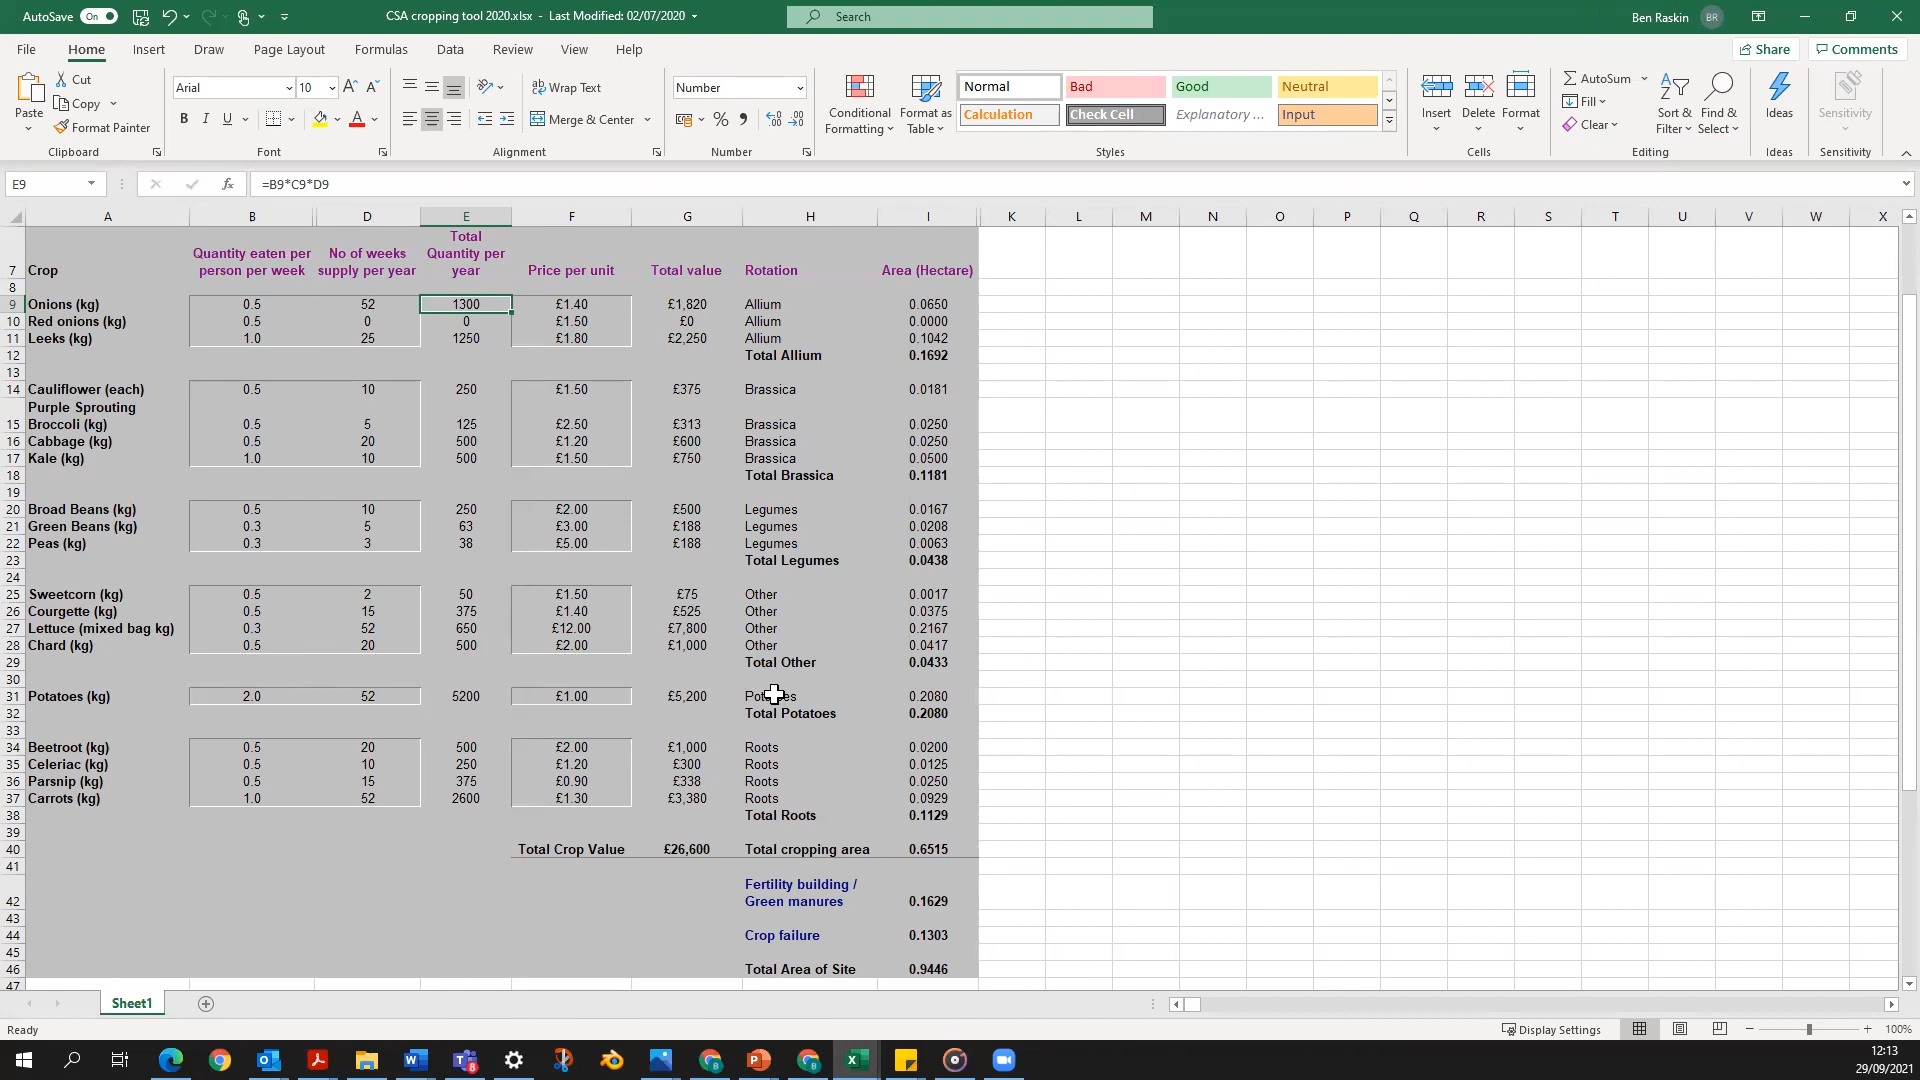 AutoSave On CSA cropping tool 2020.xlsx - Last Modified: 02/07/2020 Search Ben Raskin BR
File Home Insert Draw Page Layout Formulas Data Review View Help Share Comments
Paste Cut Copy Format Painter Clipboard
Arial 10 A A B I U A Font
Wrap Text Merge & Center Alignment
Number % Number
Conditional Formatting Format as Table Normal Bad Good Neutral Calculation Check Cell Explanatory ... Input Styles
Insert Delete Format Cells
AutoSum Fill Clear Sort & Filter Find & Select Editing
Ideas Ideas
Sensitivity Sensitivity
E9 fx =B9*C9*D9
A B D E F G H I K L M N O P Q R S T U V W X
7 Crop Quantity eaten per person per week No of weeks supply per year Total Quantity per year Price per unit Total value Rotation Area (Hectare)
8
9 Onions (kg) 0.5 52 1300 £1.40 £1,820 Allium 0.0650
10 Red onions (kg) 0.5 0 0 £1.50 £0 Allium 0.0000
11 Leeks (kg) 1.0 25 1250 £1.80 £2,250 Allium 0.1042
12 Total Allium 0.1692
13
14 Cauliflower (each) 0.5 10 250 £1.50 £375 Brassica 0.0181
15 Purple Sprouting Broccoli (kg) 0.5 5 125 £2.50 £313 Brassica 0.0250
16 Cabbage (kg) 0.5 20 500 £1.20 £600 Brassica 0.0250
17 Kale (kg) 1.0 10 500 £1.50 £750 Brassica 0.0500
18 Total Brassica 0.1181
19
20 Broad Beans (kg) 0.5 10 250 £2.00 £500 Legumes 0.0167
21 Green Beans (kg) 0.3 5 63 £3.00 £188 Legumes 0.0208
22 Peas (kg) 0.3 3 38 £5.00 £188 Legumes 0.0063
23 Total Legumes 0.0438
24
25 Sweetcorn (kg) 0.5 2 50 £1.50 £75 Other 0.0017
26 Courgette (kg) 0.5 15 375 £1.40 £525 Other 0.0375
27 Lettuce (mixed bag kg) 0.3 52 650 £12.00 £7,800 Other 0.2167
28 Chard (kg) 0.5 20 500 £2.00 £1,000 Other 0.0417
29 Total Other 0.0433
30
31 Potatoes (kg) 2.0 52 5200 £1.00 £5,200 0.2080
32 Total Potatoes 0.2080
33
34 Beetroot (kg) 0.5 20 500 £2.00 £1,000 Roots 0.0200
35 Celeriac (kg) 0.5 10 250 £1.20 £300 Roots 0.0125
36 Parsnip (kg) 0.5 15 375 £0.90 £338 Roots 0.0250
37 Carrots (kg) 1.0 52 2600 £1.30 £3,380 Roots 0.0929
38 Total Roots 0.1129
39
40 Total Crop Value £26,600 Total cropping area 0.6515
41
42 Fertility building / Green manures 0.1629
43
44 Crop failure 0.1303
45
46 Total Area of Site 0.9446
47
Sheet1
Ready Display Settings 100%
12:13
29/09/2021